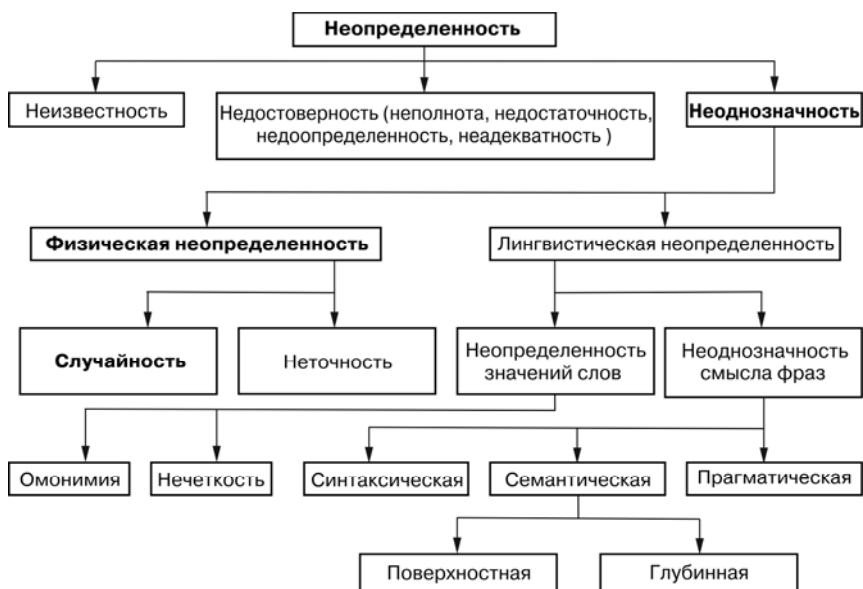 Неопределенность
Неизвестность
Недостоверность (неполнота, недостаточность,
недоопределенность, неадекватность )
Неоднозначность
Физическая неопределенность
Лингвистическая неопределенность
Случайность
Неточность
Неопределенность
значений слов
Неоднозначность
смысла фраз
Омонимия
Нечеткость
Синтаксическая
Семантическая
Прагматическая
Поверхностная
Глубинная